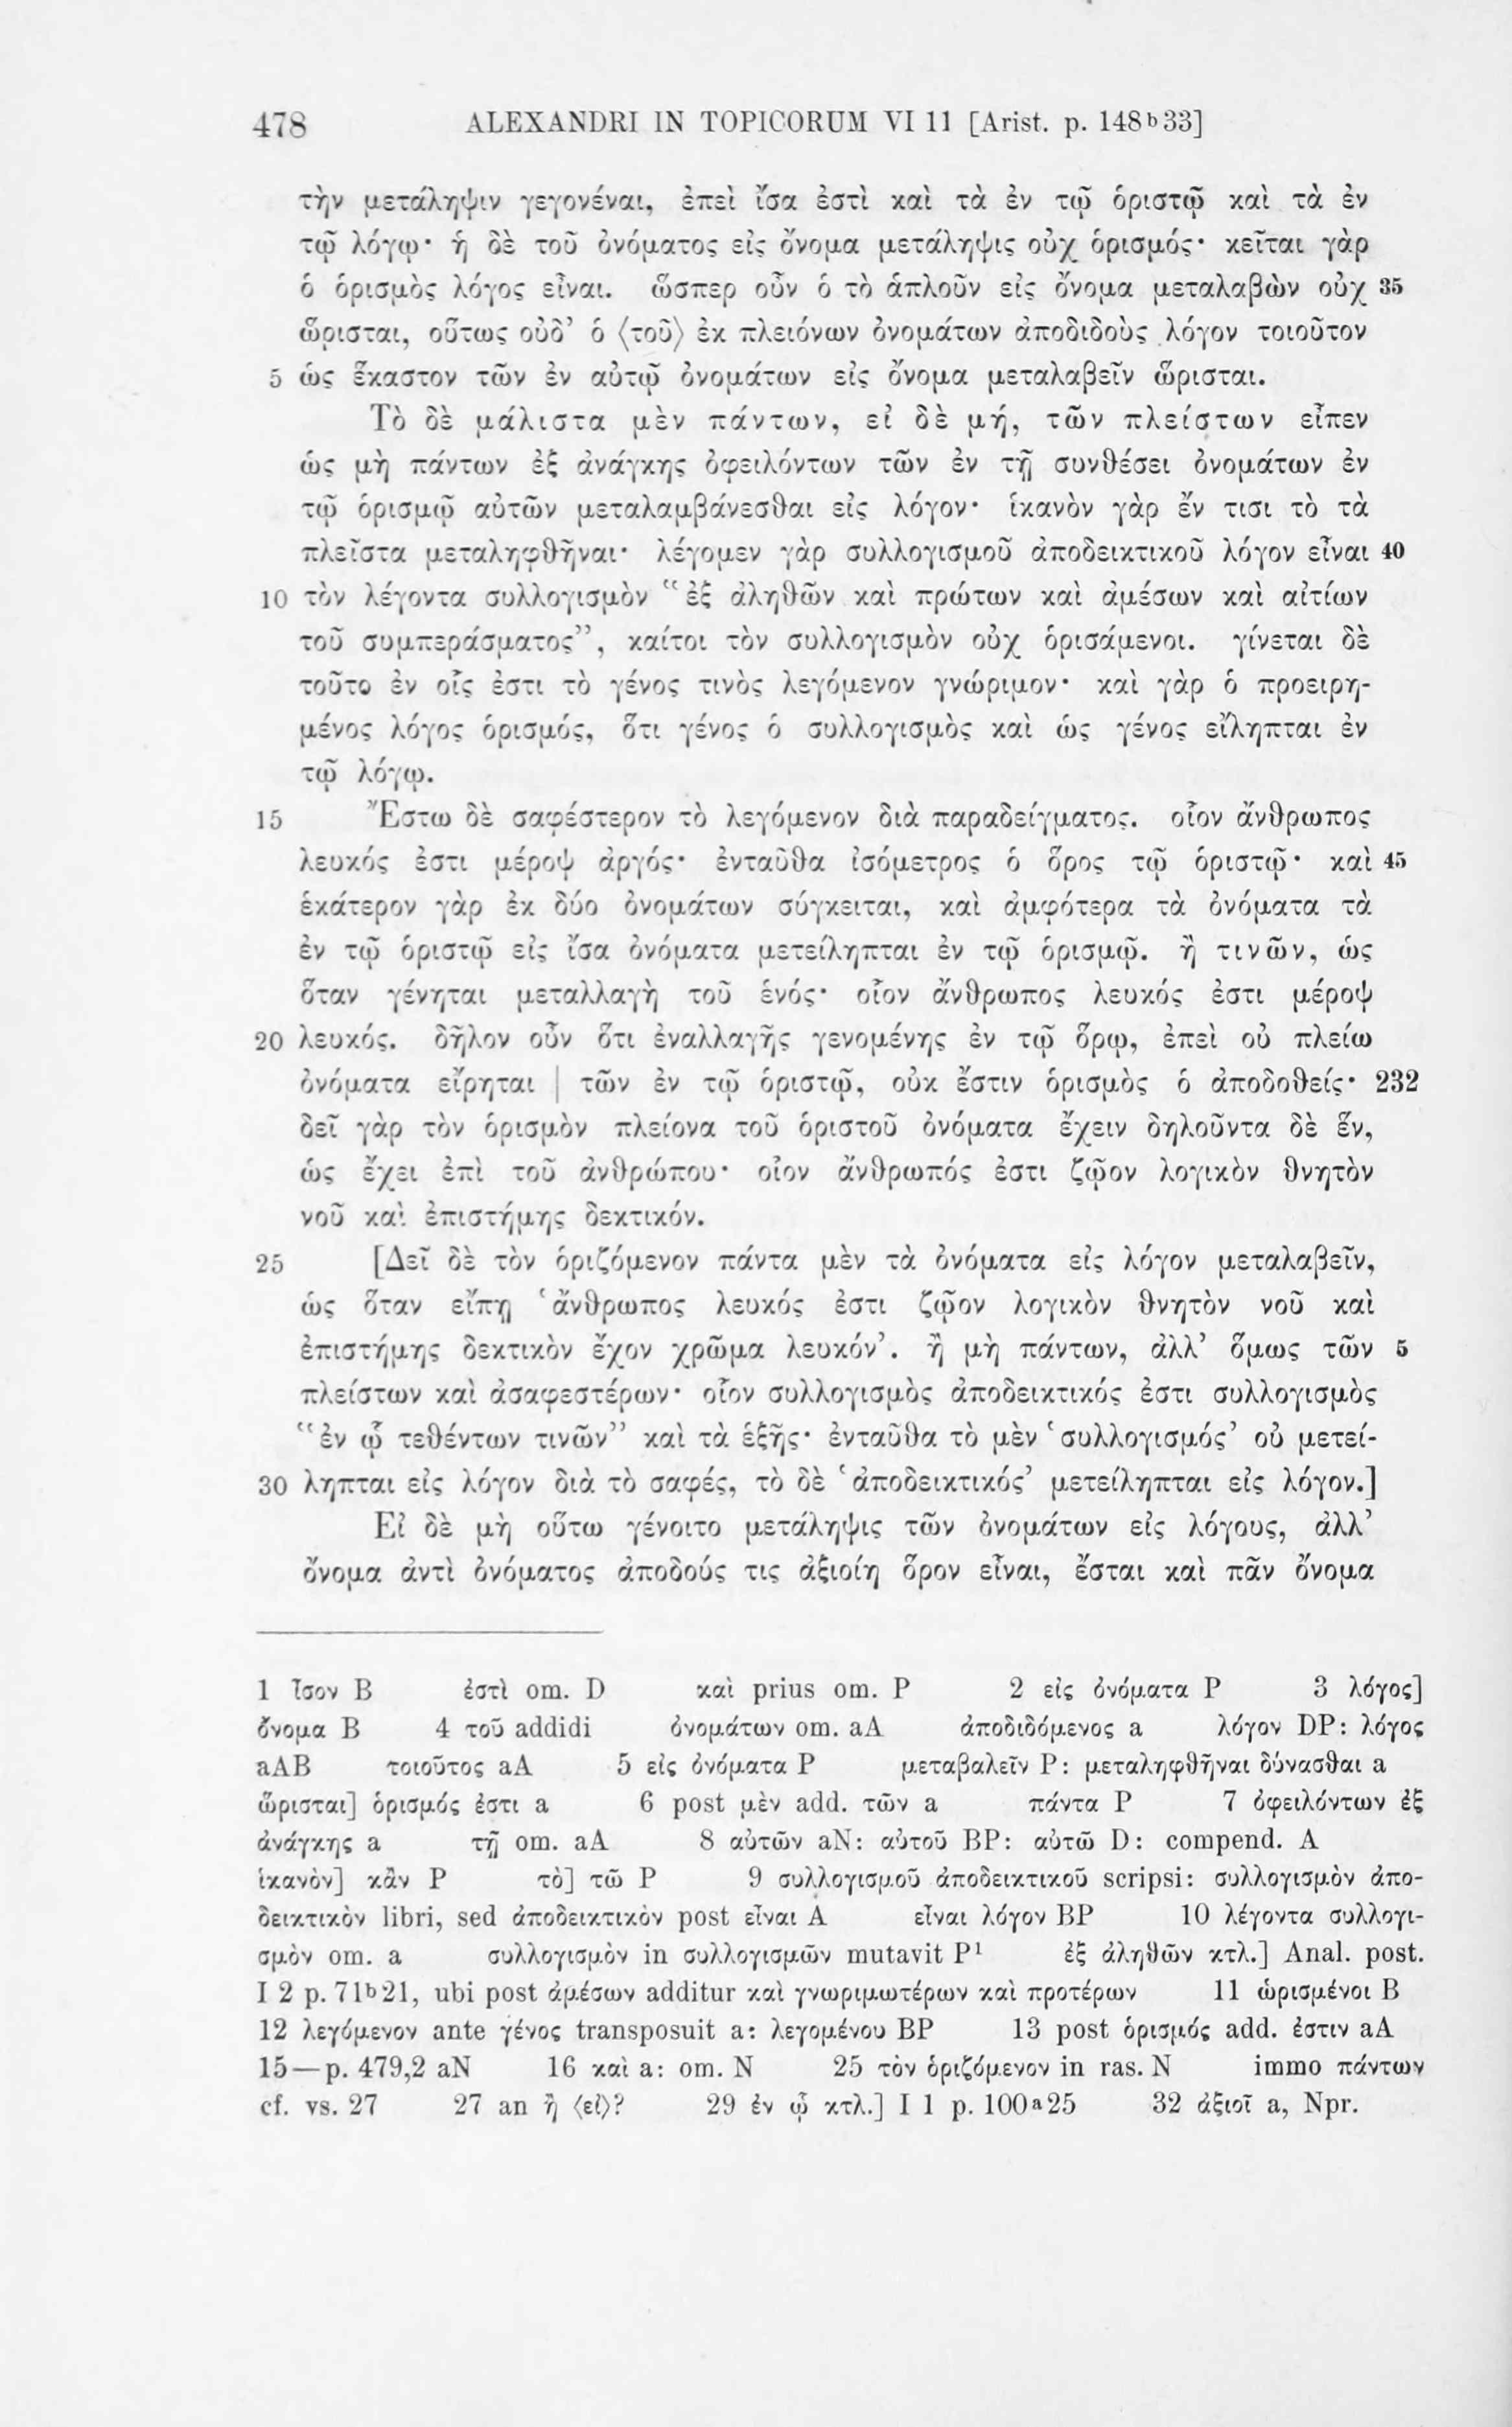 478 ALEXANDRI IN TOPICORUM VI 11 [Arist. p. 148b33]
τὴν μετάληψιν γεγονέναι, ἐπεὶ ἴσα ἐστὶ καὶ τὰ ἐν τῷ ὁριστῷ καὶ τὰ ἐν
τῷ λόγῳ· ἡ δὲ τοῦ ὀνόματος εἰς ὄνομα μετάληψις οὐχ ὁρισμός· κεῖται γὰρ
ὁ ὁρισμὸς λόγος εἶναι. ὥσπερ οὖν ὁ τὸ ἁπλοῦν εἰς ὄνομα μεταλαβὼν οὐχ 35
ὥρισται, οὕτως οὐδ’ ὁ ⟨τοῦ⟩ ἐκ πλειόνων ὀνομάτων ἀποδιδοὺς λόγον τοιοῦτον
5 ὡς ἕκαστον τῶν ἐν αὐτῷ ὀνομάτων εἰς ὄνομα μεταλαβεῖν ὥρισται.
Τὸ δὲ μάλιστα μὲν πάντων, εἰ δὲ μή, τῶν πλείστων εἶπεν
ὡς μὴ πάντων ἐξ ἀνάγκης ὀφειλόντων τῶν ἐν τῇ συνθέσει ὀνομάτων ἐν
τῷ ὁρισμῷ αὐτῶν μεταλαμβάνεσθαι εἰς λόγον· ἱκανὸν γὰρ ἔν τισι τὸ τὰ
πλεῖστα μεταληφθῆναι· λέγομεν γὰρ συλλογισμοῦ ἀποδεικτικοῦ λόγον εἶναι 40
10 τὸν λέγοντα συλλογισμὸν “ἐξ ἀληθῶν καὶ πρώτων καὶ ἀμέσων καὶ αἰτίων
τοῦ συμπεράσματος”, καίτοι τὸν συλλογισμὸν οὐχ ὁρισάμενοι. γίνεται δὲ
τοῦτο ἐν οἷς ἐστι τὸ γένος τινὸς λεγόμενον γνώριμον· καὶ γὰρ ὁ προειρη-
μένος λόγος ὁρισμός, ὅτι γένος ὁ συλλογισμὸς καὶ ὡς γένος εἴληπται ἐν
τῷ λόγῳ.
15 Ἔστω δὲ σαφέστερον τὸ λεγόμενον διὰ παραδείγματος. οἷον ἄνθρωπος
λευκός ἐστι μέροψ ἀργός· ἐνταῦθα ἰσόμετρος ὁ ὅρος τῷ ὁριστῷ· καὶ 45
ἑκάτερον γὰρ ἐκ δύο ὀνομάτων σύγκειται, καὶ ἀμφότερα τὰ ὀνόματα τὰ
ἐν τῷ ὁριστῷ εἰς ἴσα ὀνόματα μετείληπται ἐν τῷ ὁρισμῷ. ἤ τινῶν, ὡς
ὅταν γένηται μεταλλαγὴ τοῦ ἑνός· οἷον ἄνθρωπος λευκός ἐστι μέροψ
20 λευκός. δῆλον οὖν ὅτι ἐναλλαγῆς γενομένης ἐν τῷ ὅρῳ, ἐπεὶ οὐ πλείω
ὀνόματα εἴρηται | τῶν ἐν τῷ ὁριστῷ, οὐκ ἔστιν ὁρισμὸς ὁ ἀποδοθείς· 232
δεῖ γὰρ τὸν ὁρισμὸν πλείονα τοῦ ὁριστοῦ ὀνόματα ἔχειν δηλοῦντα δὲ ἕν,
ὡς ἔχει ἐπὶ τοῦ ἀνθρώπου· οἷον ἄνθρωπός ἐστι ζῷον λογικὸν θνητὸν
νοῦ καὶ ἐπιστήμης δεκτικόν.
25 [Δεῖ δὲ τὸν ὁριζόμενον πάντα μὲν τὰ ὀνόματα εἰς λόγον μεταλαβεῖν,
ὡς ὅταν εἴπῃ ‘ἄνθρωπος λευκός ἐστι ζῷον λογικὸν θνητὸν νοῦ καὶ
ἐπιστήμης δεκτικὸν ἔχον χρῶμα λευκόν’. ἢ μὴ πάντων, ἀλλ’ ὅμως τῶν 5
πλείστων καὶ ἀσαφεστέρων· οἷον συλλογισμὸς ἀποδεικτικός ἐστι συλλογισμὸς
“ἐν ᾧ τεθέντων τινῶν” καὶ τὰ ἑξῆς· ἐνταῦθα τὸ μὲν ‘συλλογισμός’ οὐ μετεί-
30 ληπται εἰς λόγον διὰ τὸ σαφές, τὸ δὲ ‘ἀποδεικτικός’ μετείληπται εἰς λόγον.]
Εἰ δὲ μὴ οὕτω γένοιτο μετάληψις τῶν ὀνομάτων εἰς λόγους, ἀλλ’
ὄνομα ἀντὶ ὀνόματος ἀποδούς τις ἀξιοίη ὅρον εἶναι, ἔσται καὶ πᾶν ὄνομα
1 ἴσον B ἐστὶ om. D καὶ prius om. P 2 εἰς ὀνόματα P 3 λόγος]
ὄνομα B 4 τοῦ addidi ὀνομάτων om. aA ἀποδιδόμενος a λόγον DP: λόγος
aAB τοιοῦτος aA 5 εἰς ὀνόματα P μεταβαλεῖν P: μεταληφθῆναι δύνασθαι a
ὥρισται] ὁρισμός ἐστι a 6 post μὲν add. τῶν a πάντα P 7 ὀφειλόντων ἐξ
ἀνάγκης a τῇ om. aA 8 αὐτῶν aN: αὐτοῦ BP: αὐτῶ D: compend. A
ἱκανὸν] κἂν P τὸ] τῶ P 9 συλλογισμοῦ ἀποδεικτικοῦ scripsi: συλλογισμὸν ἀπο-
δεικτικὸν libri, sed ἀποδεικτικὸν post εἶναι A εἶναι λόγον BP 10 λέγοντα συλλογι-
σμὸν om. a συλλογισμὸν in συλλογισμῶν mutavit P¹ ἐξ ἀληθῶν κτλ.] Anal. post.
I 2 p. 71b21, ubi post ἀμέσων additur καὶ γνωριμωτέρων καὶ προτέρων 11 ὡρισμένοι B
12 λεγόμενον ante γένος transposuit a: λεγομένου BP 13 post ὁρισμός add. ἐστιν aA
15—p. 479,2 aN 16 καὶ a: om. N 25 τὸν ὁριζόμενον in ras. N immo πάντων
cf. vs. 27 27 an ἢ ⟨εἰ⟩? 29 ἐν ᾧ κτλ.] I 1 p. 100a25 32 ἀξιοῖ a, Npr.